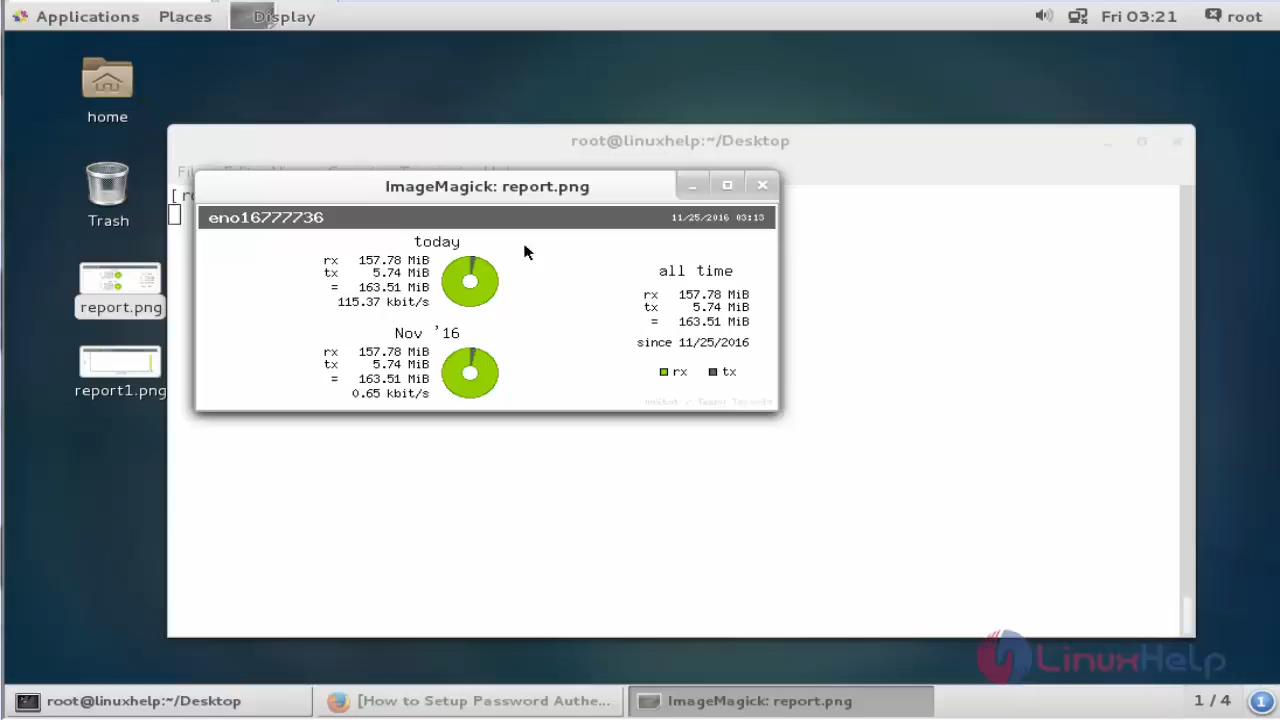 Applications Places Display Fri 03:21 root
home
Trash
report.png
report1.png
root@linuxhelp:~/Desktop
ImageMagick: report.png
eno16777736 11/25/2016 03:13
today
rx 157.78 MiB
tx 5.74 MiB
= 163.51 MiB
115.37 kbit/s
Nov '16
rx 157.78 MiB
tx 5.74 MiB
= 163.51 MiB
0.65 kbit/s
all time
rx 157.78 MiB
tx 5.74 MiB
= 163.51 MiB
since 11/25/2016
rx tx
LinuxHelp
root@linuxhelp:~/Desktop [How to Setup Password Authe... ImageMagick: report.png 1 / 4 1